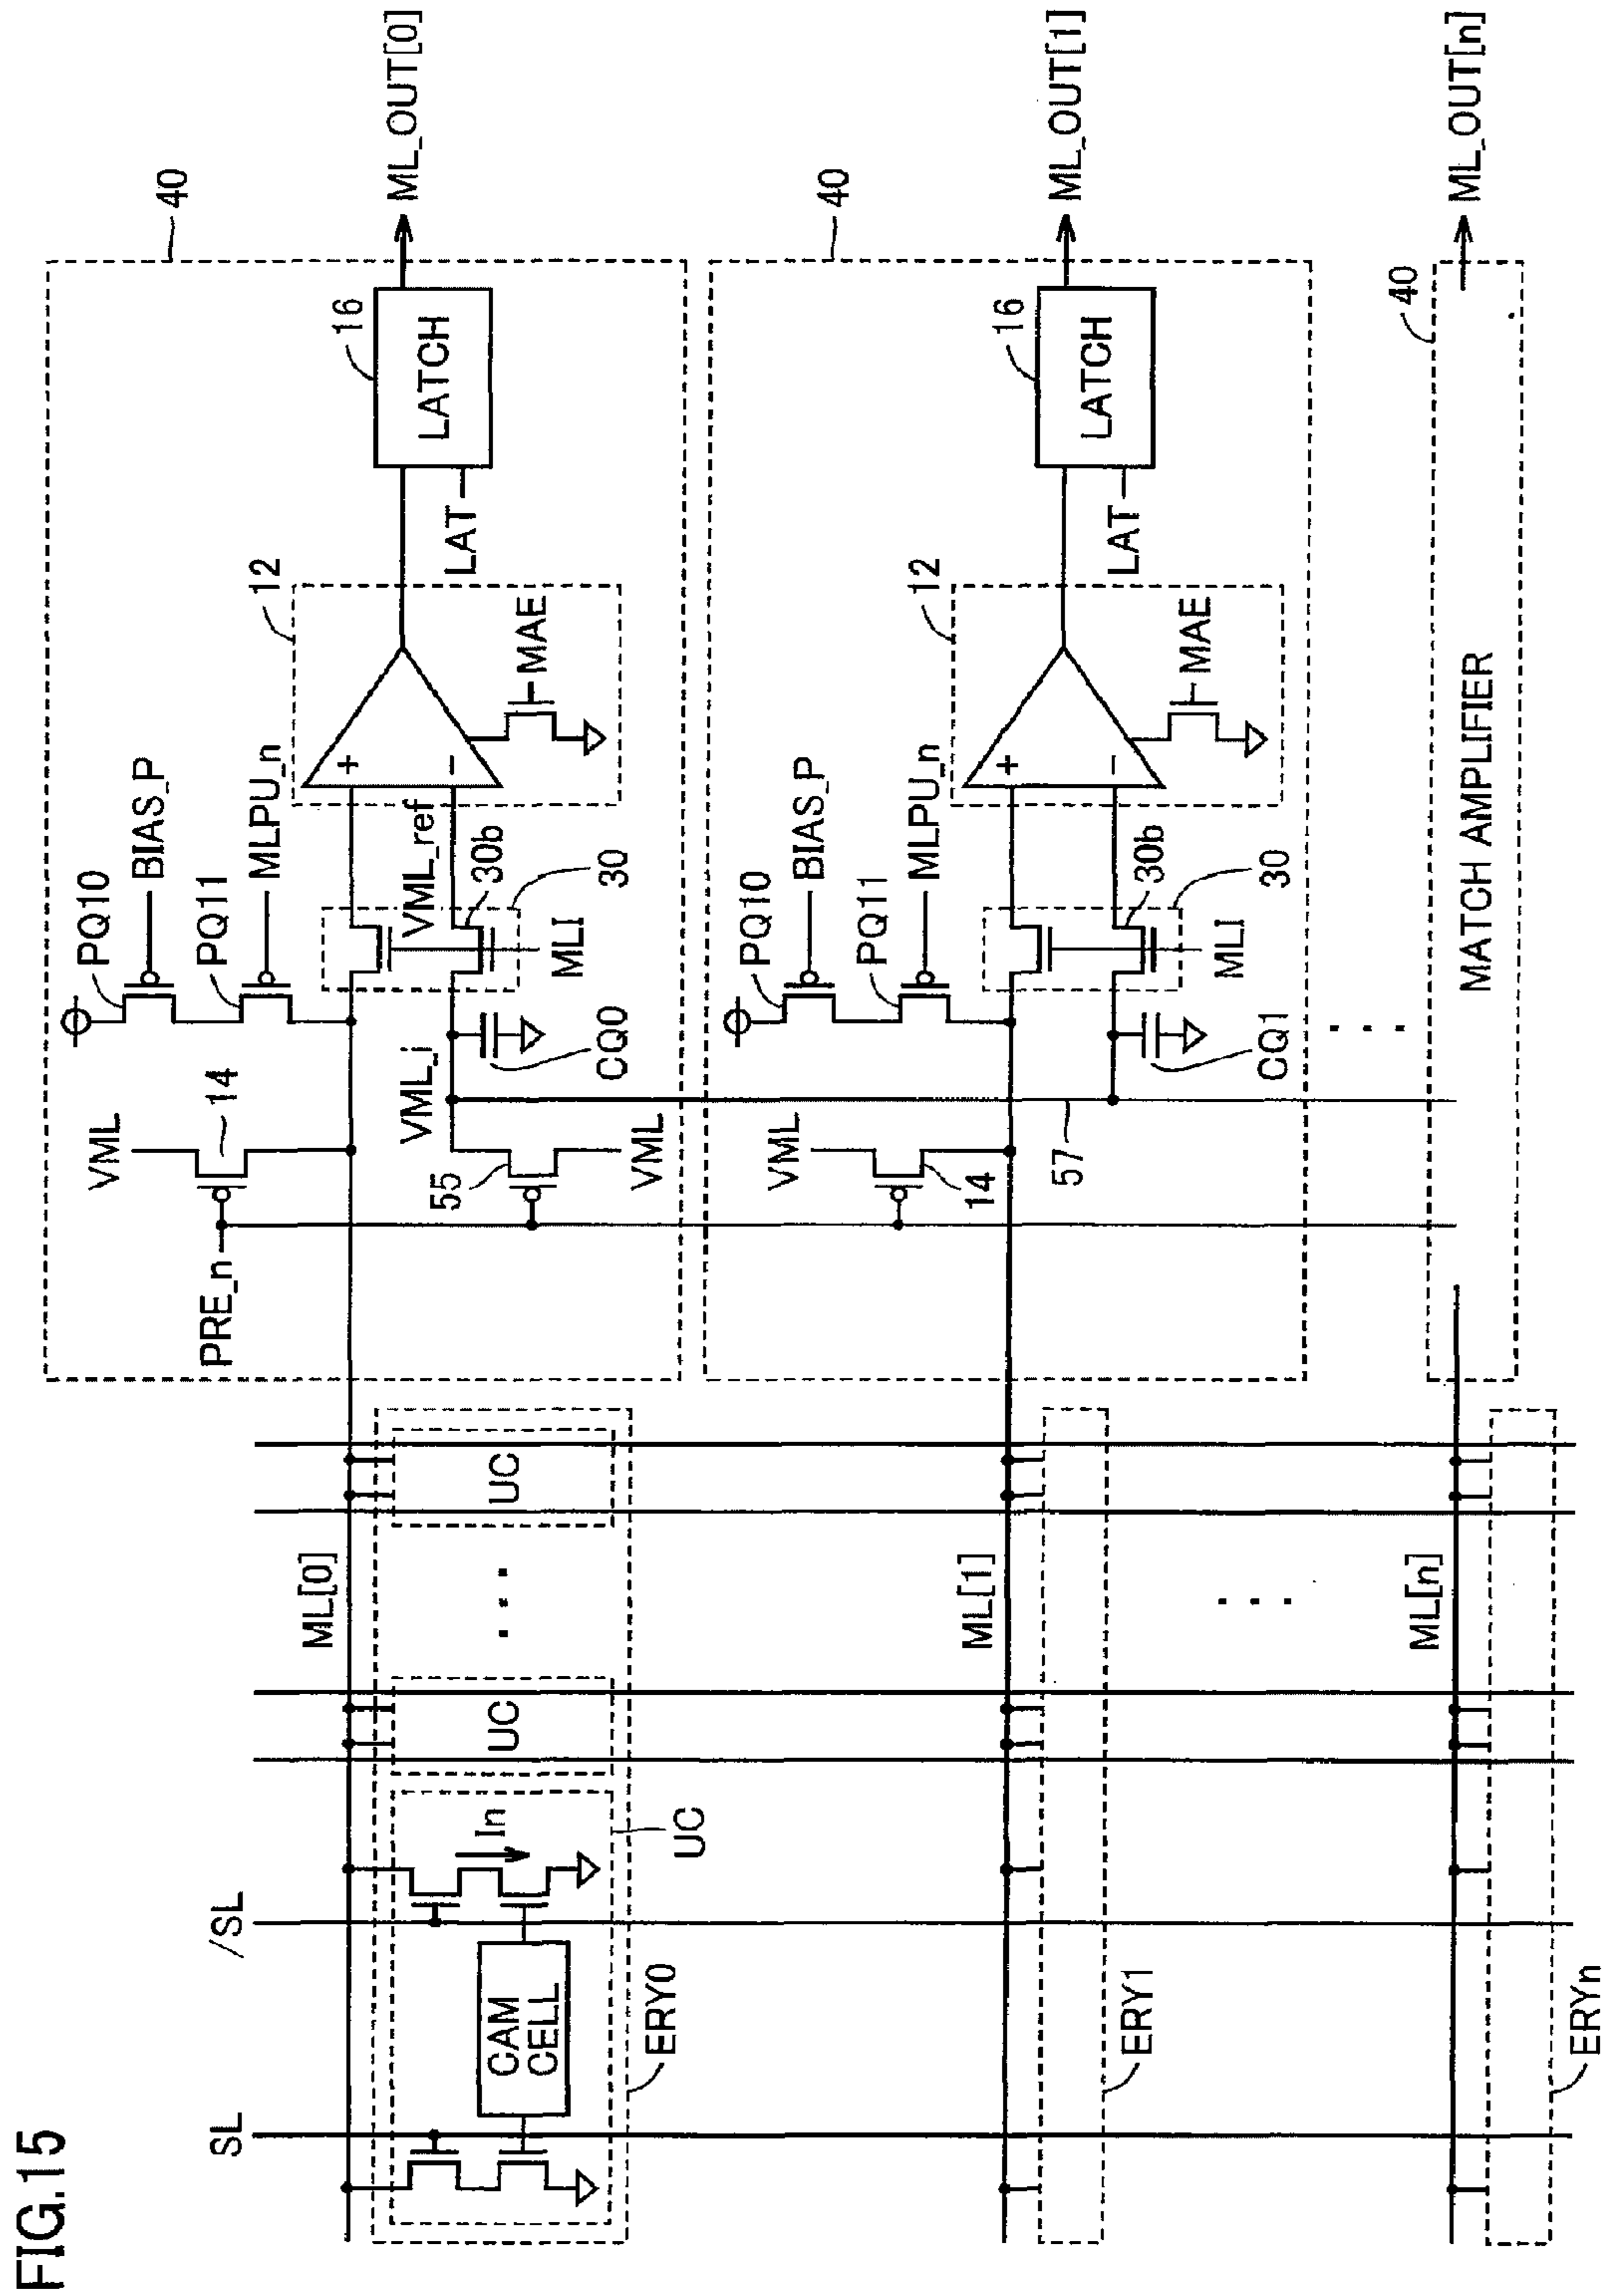 FIG.15
SL
/SL
ML[0]
CAM
CELL
In
UC
UC
UC
ERY0
PRE_n
VML
14
PQ10
BIAS_P
PQ11
MLPU_n
12
16
40
VML_i
VML_ref
30b
30
MLI
CQ0
55
VML
MAE
LATCH
LAT
ML_OUT[0]
ML[1]
ERY1
VML
14
57
PQ10
BIAS_P
PQ11
MLPU_n
30b
30
MLI
CQ1
12
MAE
16
LATCH
LAT
40
ML_OUT[1]
ML[n]
ERYn
MATCH AMPLIFIER
40
ML_OUT[n]